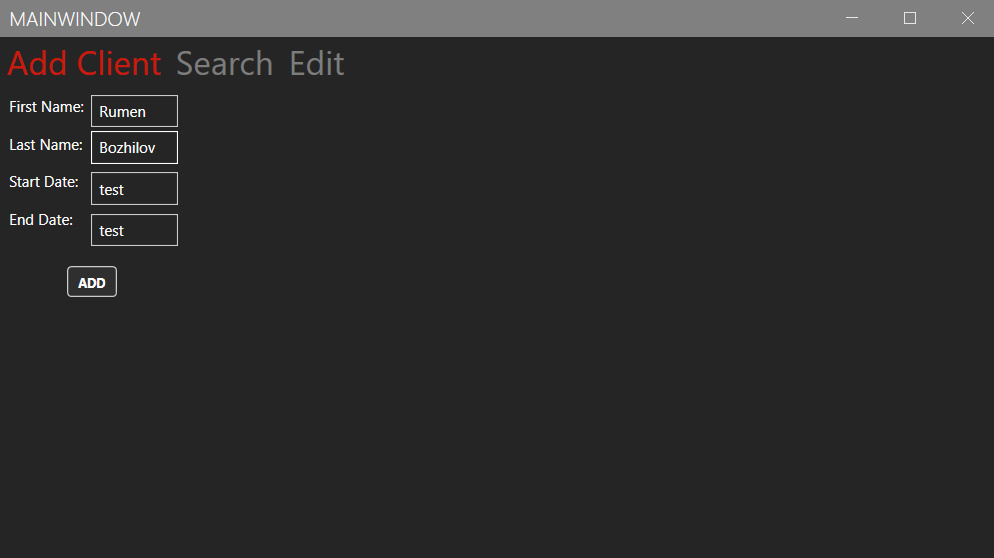 MAINWINDOW
Add Client Search Edit
First Name: Rumen
Last Name: Bozhilov
Start Date: test
End Date: test
ADD